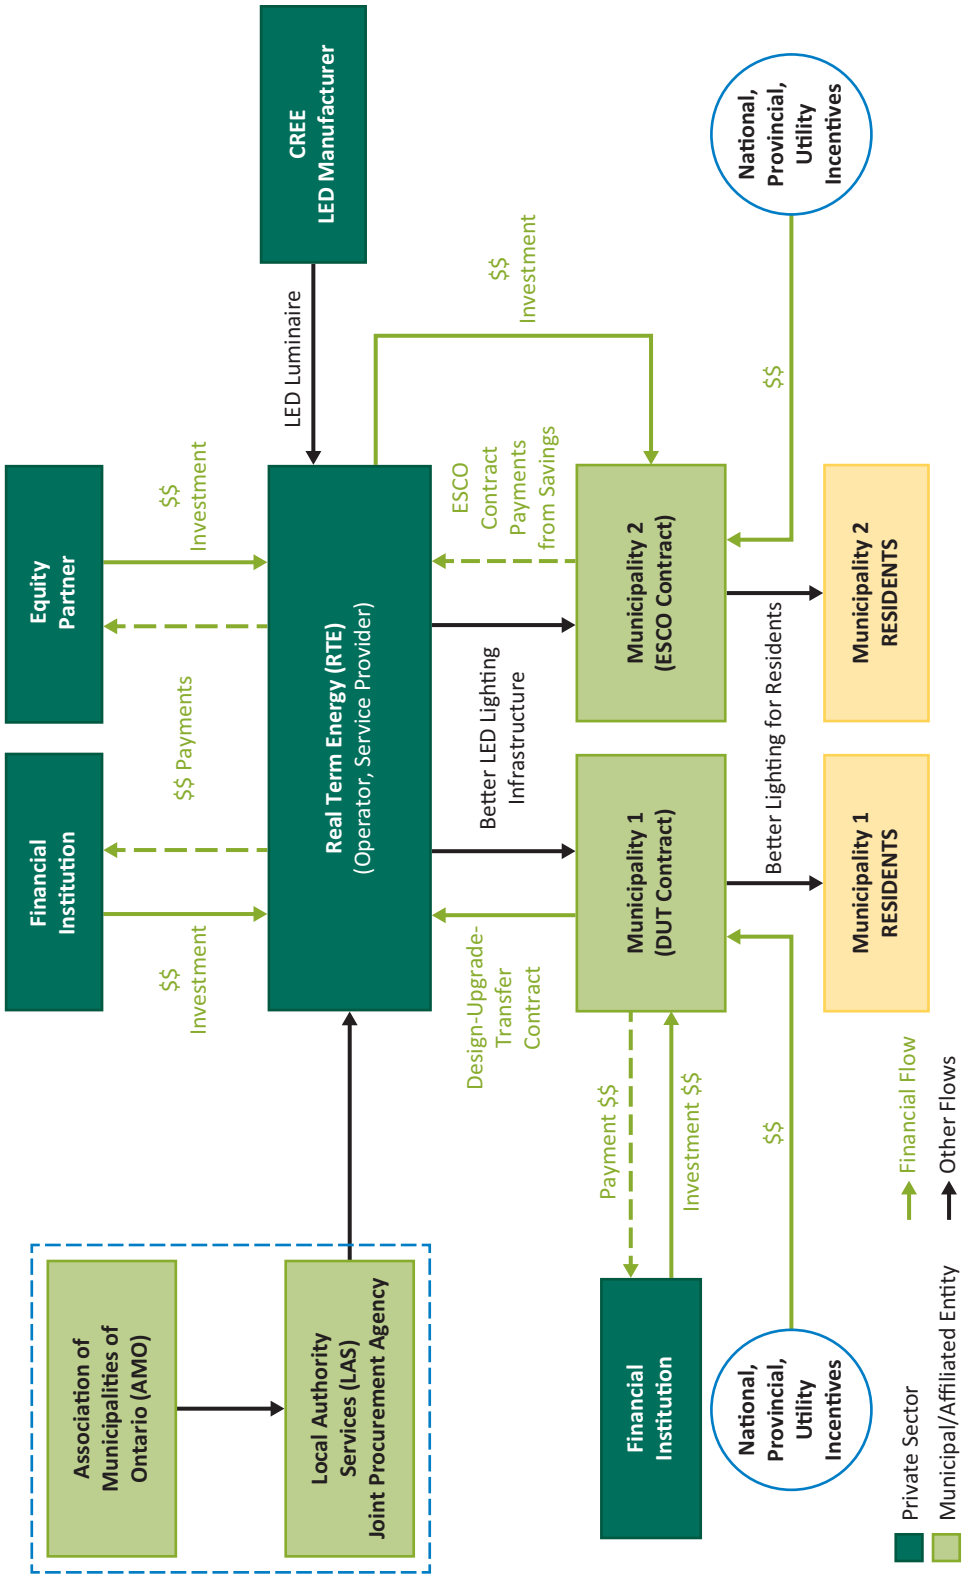 Association of
Municipalities of
Ontario (AMO)
Local Authority
Services (LAS)
Joint Procurement Agency
Financial
Institution
Equity
Partner
$$
Investment
$$ Payments
$$
Investment
Real Term Energy (RTE)
(Operator, Service Provider)
LED Luminaire
CREE
LED Manufacturer
Design-Upgrade-
Transfer
Contract
Better LED Lighting
Infrastructure
ESCO
Contract
Payments
from Savings
$$
Investment
Financial
Institution
Payment $$
Investment $$
Municipality 1
(DUT Contract)
Municipality 2
(ESCO Contract)
National,
Provincial,
Utility
Incentives
$$
Better Lighting for Residents
$$
National,
Provincial,
Utility
Incentives
Municipality 1
RESIDENTS
Municipality 2
RESIDENTS
Private Sector
Financial Flow
Municipal/Affiliated Entity
Other Flows